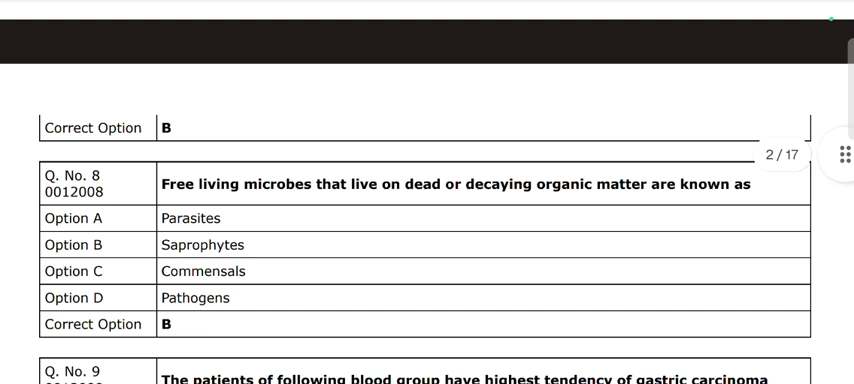 Correct Option B
2 / 17
Q. No. 8
0012008
Free living microbes that live on dead or decaying organic matter are known as
Option A Parasites
Option B Saprophytes
Option C Commensals
Option D Pathogens
Correct Option B
Q. No. 9
The patients of following blood group have highest tendency of gastric carcinoma